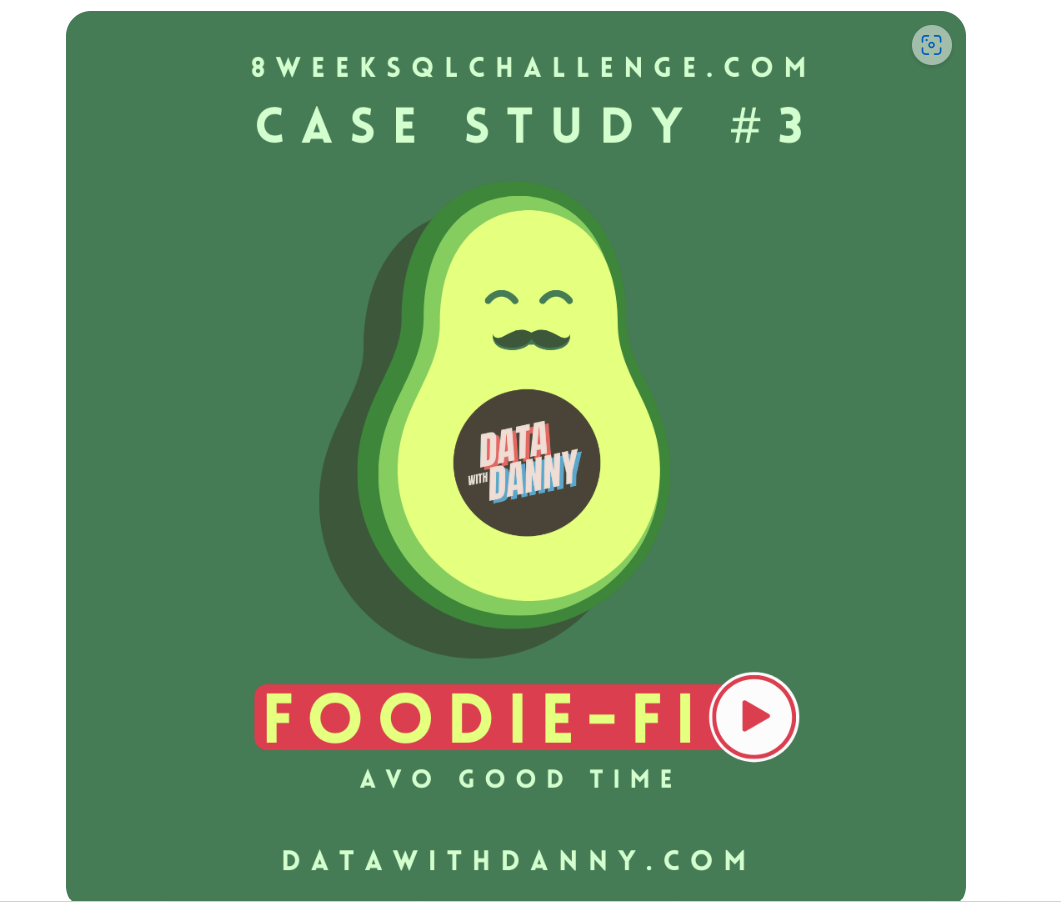 8WEEKSQLCHALLENGE.COM
CASE STUDY #3
DATA
WITH DANNY
FOODIE-FI
AVO GOOD TIME
DATAWITHDANNY.COM